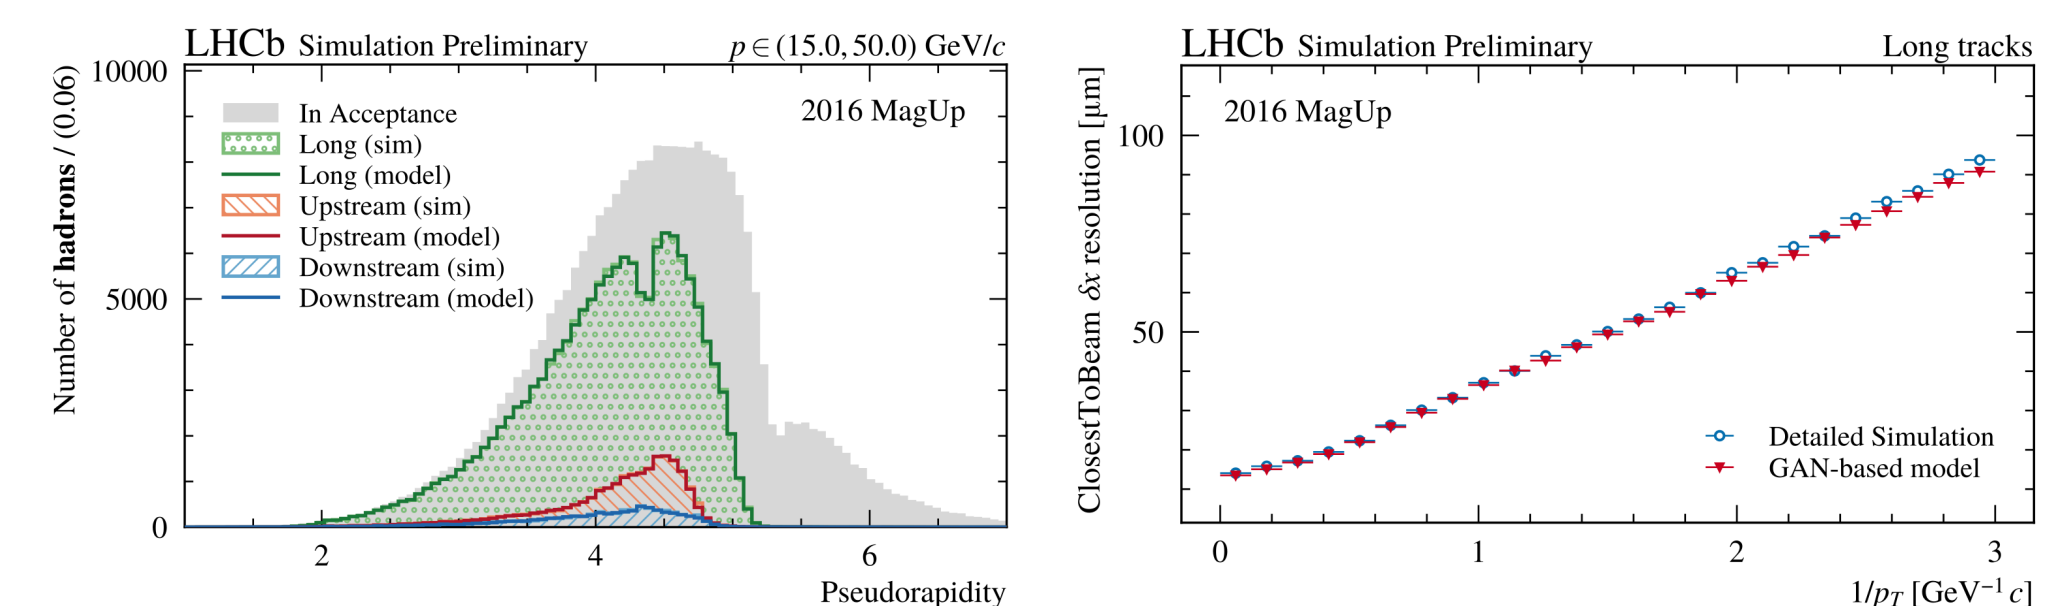 LHCb Simulation Preliminary
p ∈ (15.0, 50.0) GeV/c
2016 MagUp
In Acceptance
Long (sim)
Long (model)
Upstream (sim)
Upstream (model)
Downstream (sim)
Downstream (model)
Number of hadrons / (0.06)
10000
5000
0
2
4
6
Pseudorapidity
LHCb Simulation Preliminary
Long tracks
2016 MagUp
ClosestToBeam δx resolution [µm]
100
50
Detailed Simulation
GAN-based model
0
1
2
3
1/p_T [GeV⁻¹ c]